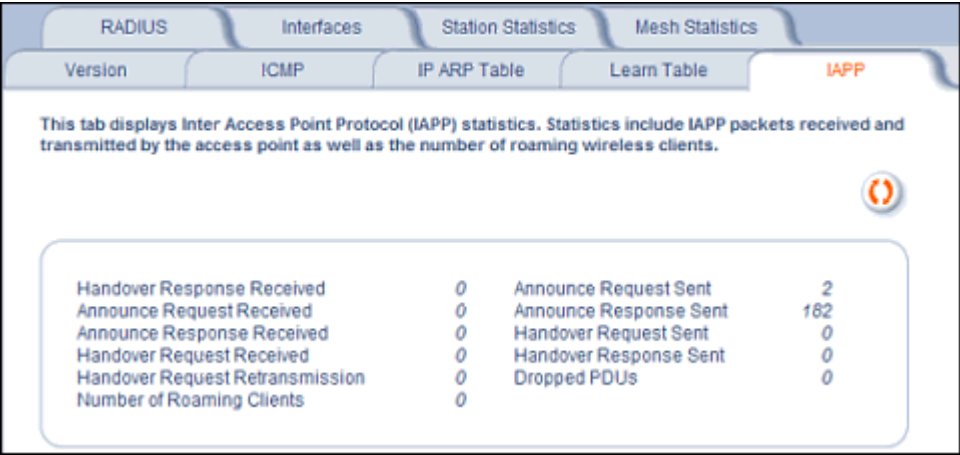 RADIUS Interfaces Station Statistics Mesh Statistics
Version ICMP IP ARP Table Learn Table IAPP
This tab displays Inter Access Point Protocol (IAPP) statistics. Statistics include IAPP packets received and
transmitted by the access point as well as the number of roaming wireless clients.
Handover Response Received 0 Announce Request Sent 2
Announce Request Received 0 Announce Response Sent 182
Announce Response Received 0 Handover Request Sent 0
Handover Request Received 0 Handover Response Sent 0
Handover Request Retransmission 0 Dropped PDUs 0
Number of Roaming Clients 0